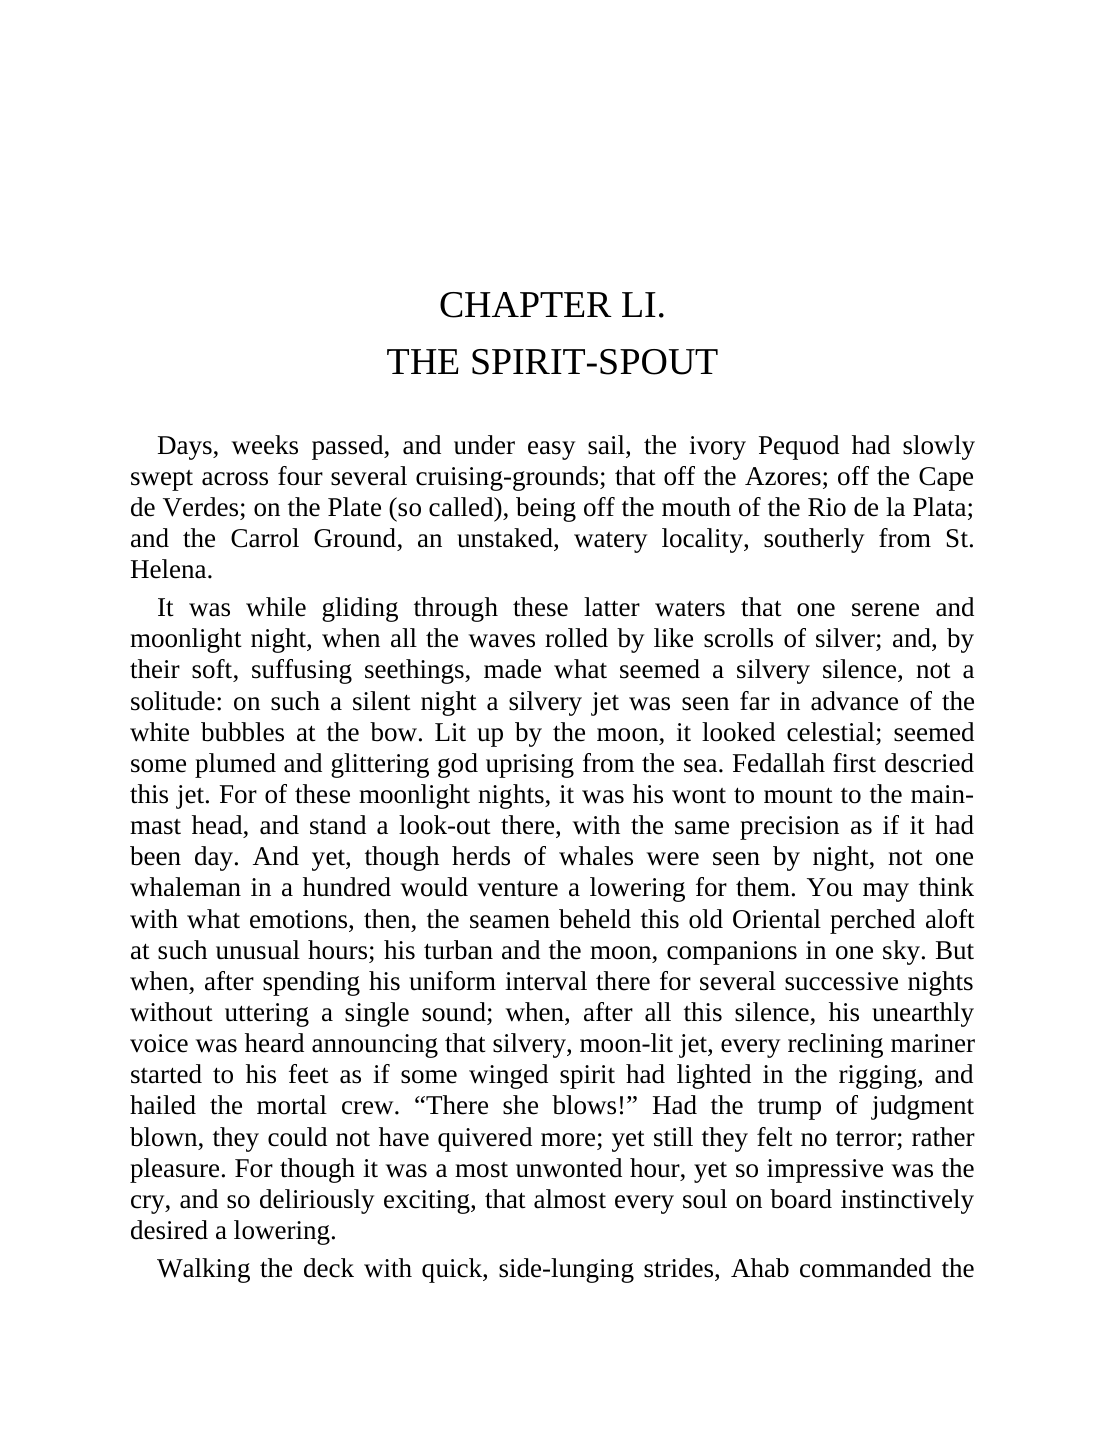 CHAPTER LI.
THE SPIRIT-SPOUT
Days, weeks passed, and under easy sail, the ivory Pequod had slowly
swept across four several cruising-grounds; that off the Azores; off the Cape
de Verdes; on the Plate (so called), being off the mouth of the Rio de la Plata;
and the Carrol Ground, an unstaked, watery locality, southerly from St.
Helena.
It was while gliding through these latter waters that one serene and
moonlight night, when all the waves rolled by like scrolls of silver; and, by
their soft, suffusing seethings, made what seemed a silvery silence, not a
solitude: on such a silent night a silvery jet was seen far in advance of the
white bubbles at the bow. Lit up by the moon, it looked celestial; seemed
some plumed and glittering god uprising from the sea. Fedallah first descried
this jet. For of these moonlight nights, it was his wont to mount to the main-
mast head, and stand a look-out there, with the same precision as if it had
been day. And yet, though herds of whales were seen by night, not one
whaleman in a hundred would venture a lowering for them. You may think
with what emotions, then, the seamen beheld this old Oriental perched aloft
at such unusual hours; his turban and the moon, companions in one sky. But
when, after spending his uniform interval there for several successive nights
without uttering a single sound; when, after all this silence, his unearthly
voice was heard announcing that silvery, moon-lit jet, every reclining mariner
started to his feet as if some winged spirit had lighted in the rigging, and
hailed the mortal crew. “There she blows!” Had the trump of judgment
blown, they could not have quivered more; yet still they felt no terror; rather
pleasure. For though it was a most unwonted hour, yet so impressive was the
cry, and so deliriously exciting, that almost every soul on board instinctively
desired a lowering.
Walking the deck with quick, side-lunging strides, Ahab commanded the